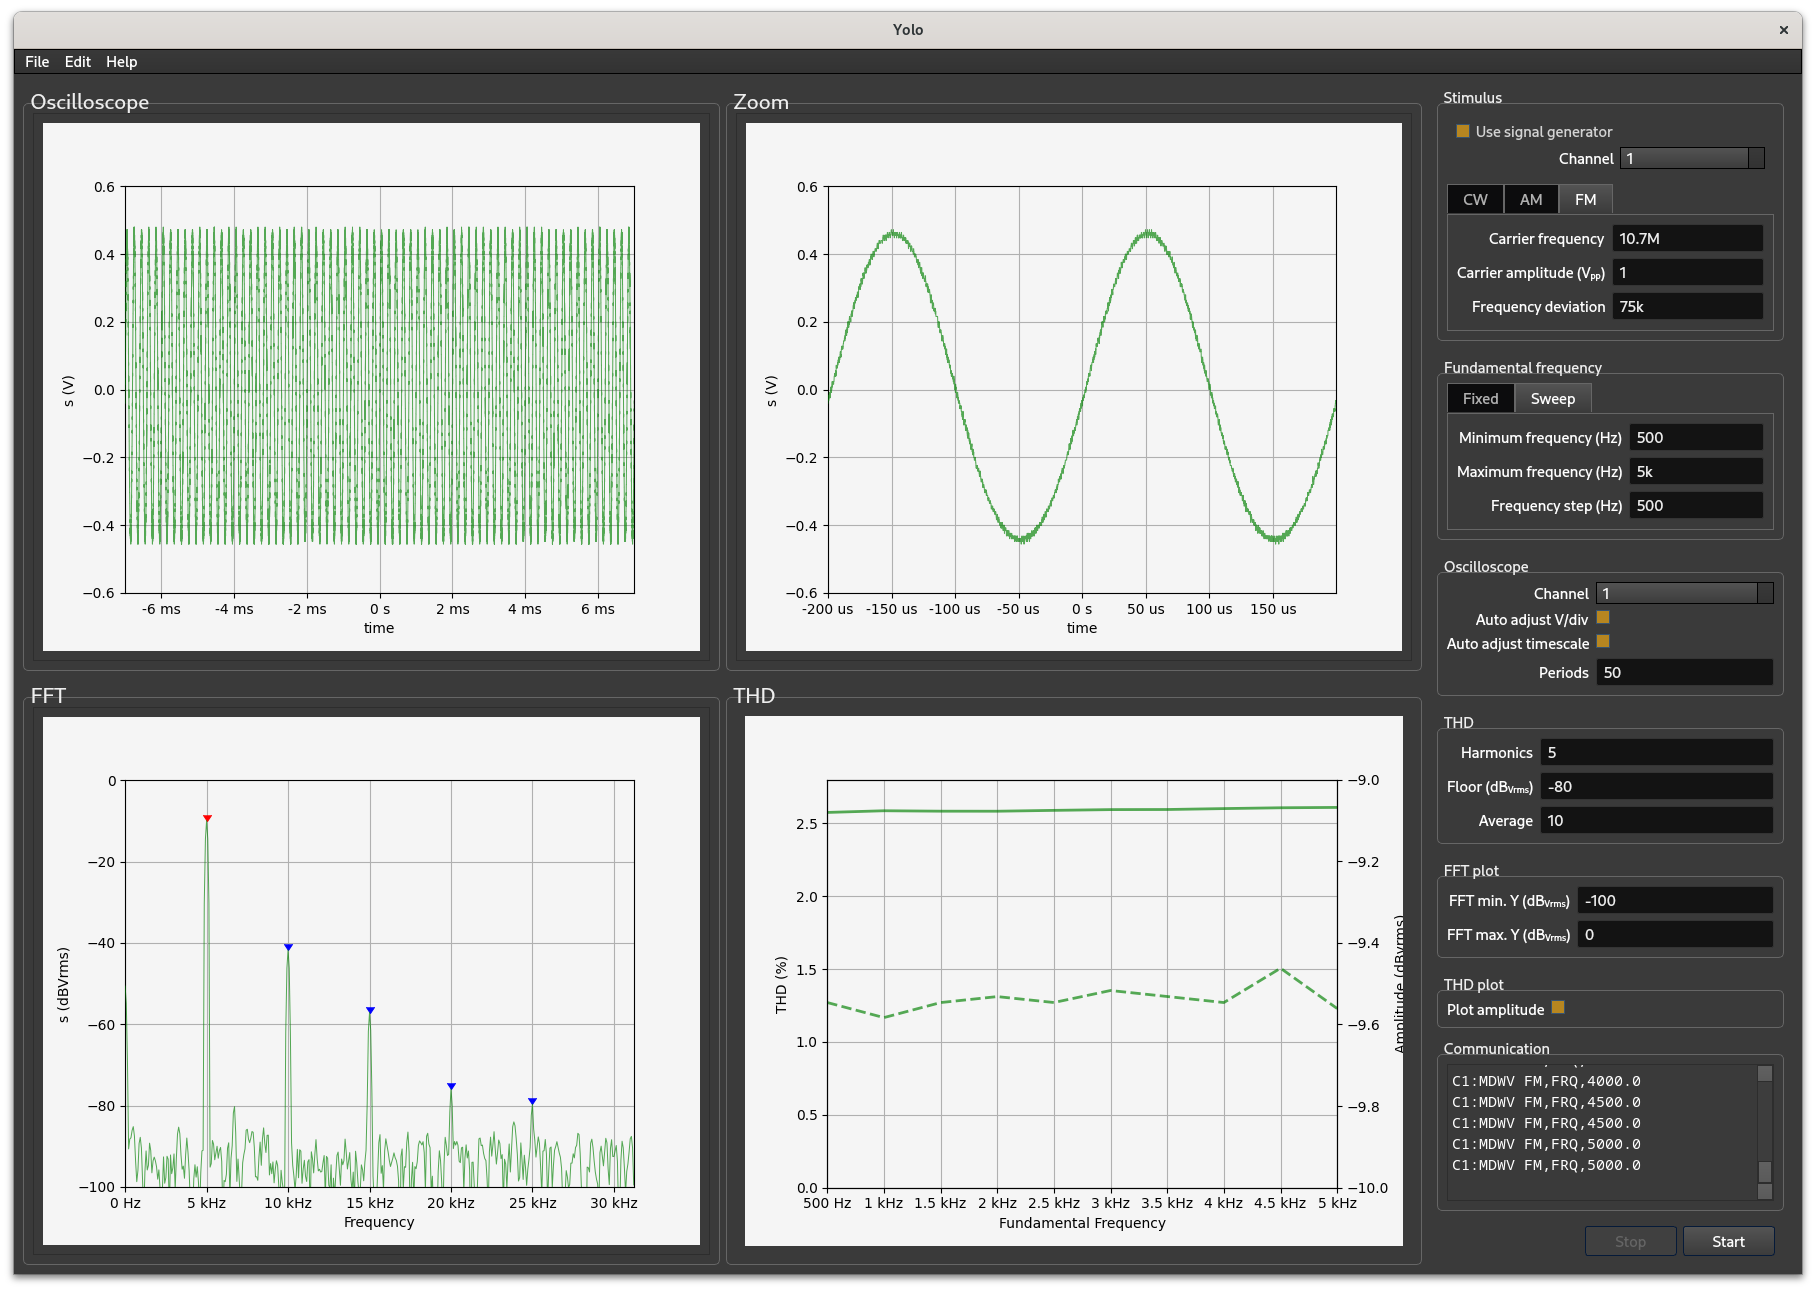 Yolo
×
File Edit Help
Oscilloscope
0.6
0.4
0.2
0.0
−0.2
−0.4
−0.6
s (V)
-6 ms -4 ms -2 ms 0 s 2 ms 4 ms 6 ms
time
Zoom
0.6
0.4
0.2
0.0
−0.2
−0.4
−0.6
s (V)
-200 us -150 us -100 us -50 us 0 s 50 us 100 us 150 us
time
FFT
0
−20
−40
−60
−80
−100
s (dBVrms)
0 Hz 5 kHz 10 kHz 15 kHz 20 kHz 25 kHz 30 kHz
Frequency
THD
2.5
2.0
1.5
1.0
0.5
0.0
THD (%)
−9.0
−9.2
−9.4
−9.6
−9.8
−10.0
Amplitude (dBVrms)
500 Hz 1 kHz 1.5 kHz 2 kHz 2.5 kHz 3 kHz 3.5 kHz 4 kHz 4.5 kHz 5 kHz
Fundamental Frequency
Stimulus
Use signal generator
Channel 1
CW AM FM
Carrier frequency 10.7M
Carrier amplitude (Vpp) 1
Frequency deviation 75k
Fundamental frequency
Fixed Sweep
Minimum frequency (Hz) 500
Maximum frequency (Hz) 5k
Frequency step (Hz) 500
Oscilloscope
Channel 1
Auto adjust V/div
Auto adjust timescale
Periods 50
THD
Harmonics 5
Floor (dBVrms) -80
Average 10
FFT plot
FFT min. Y (dBVrms) -100
FFT max. Y (dBVrms) 0
THD plot
Plot amplitude
Communication
C1:MDWV FM,FRQ,4000.0
C1:MDWV FM,FRQ,4500.0
C1:MDWV FM,FRQ,4500.0
C1:MDWV FM,FRQ,5000.0
C1:MDWV FM,FRQ,5000.0
Stop Start